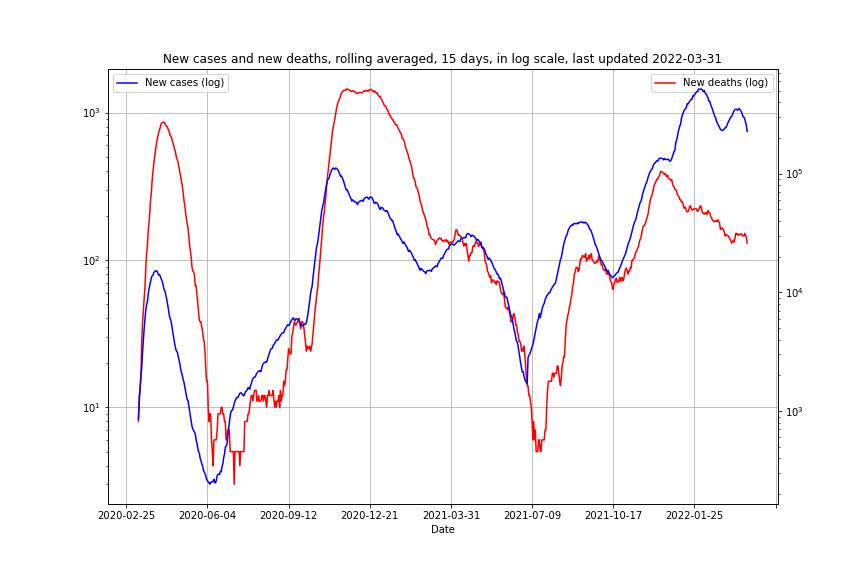 New cases and new deaths, rolling averaged, 15 days, in log scale, last updated 2022-03-31
New cases (log)
New deaths (log)
10³
10²
10¹
10⁵
10⁴
10³
2020-02-25 2020-06-04 2020-09-12 2020-12-21 2021-03-31 2021-07-09 2021-10-17 2022-01-25
Date